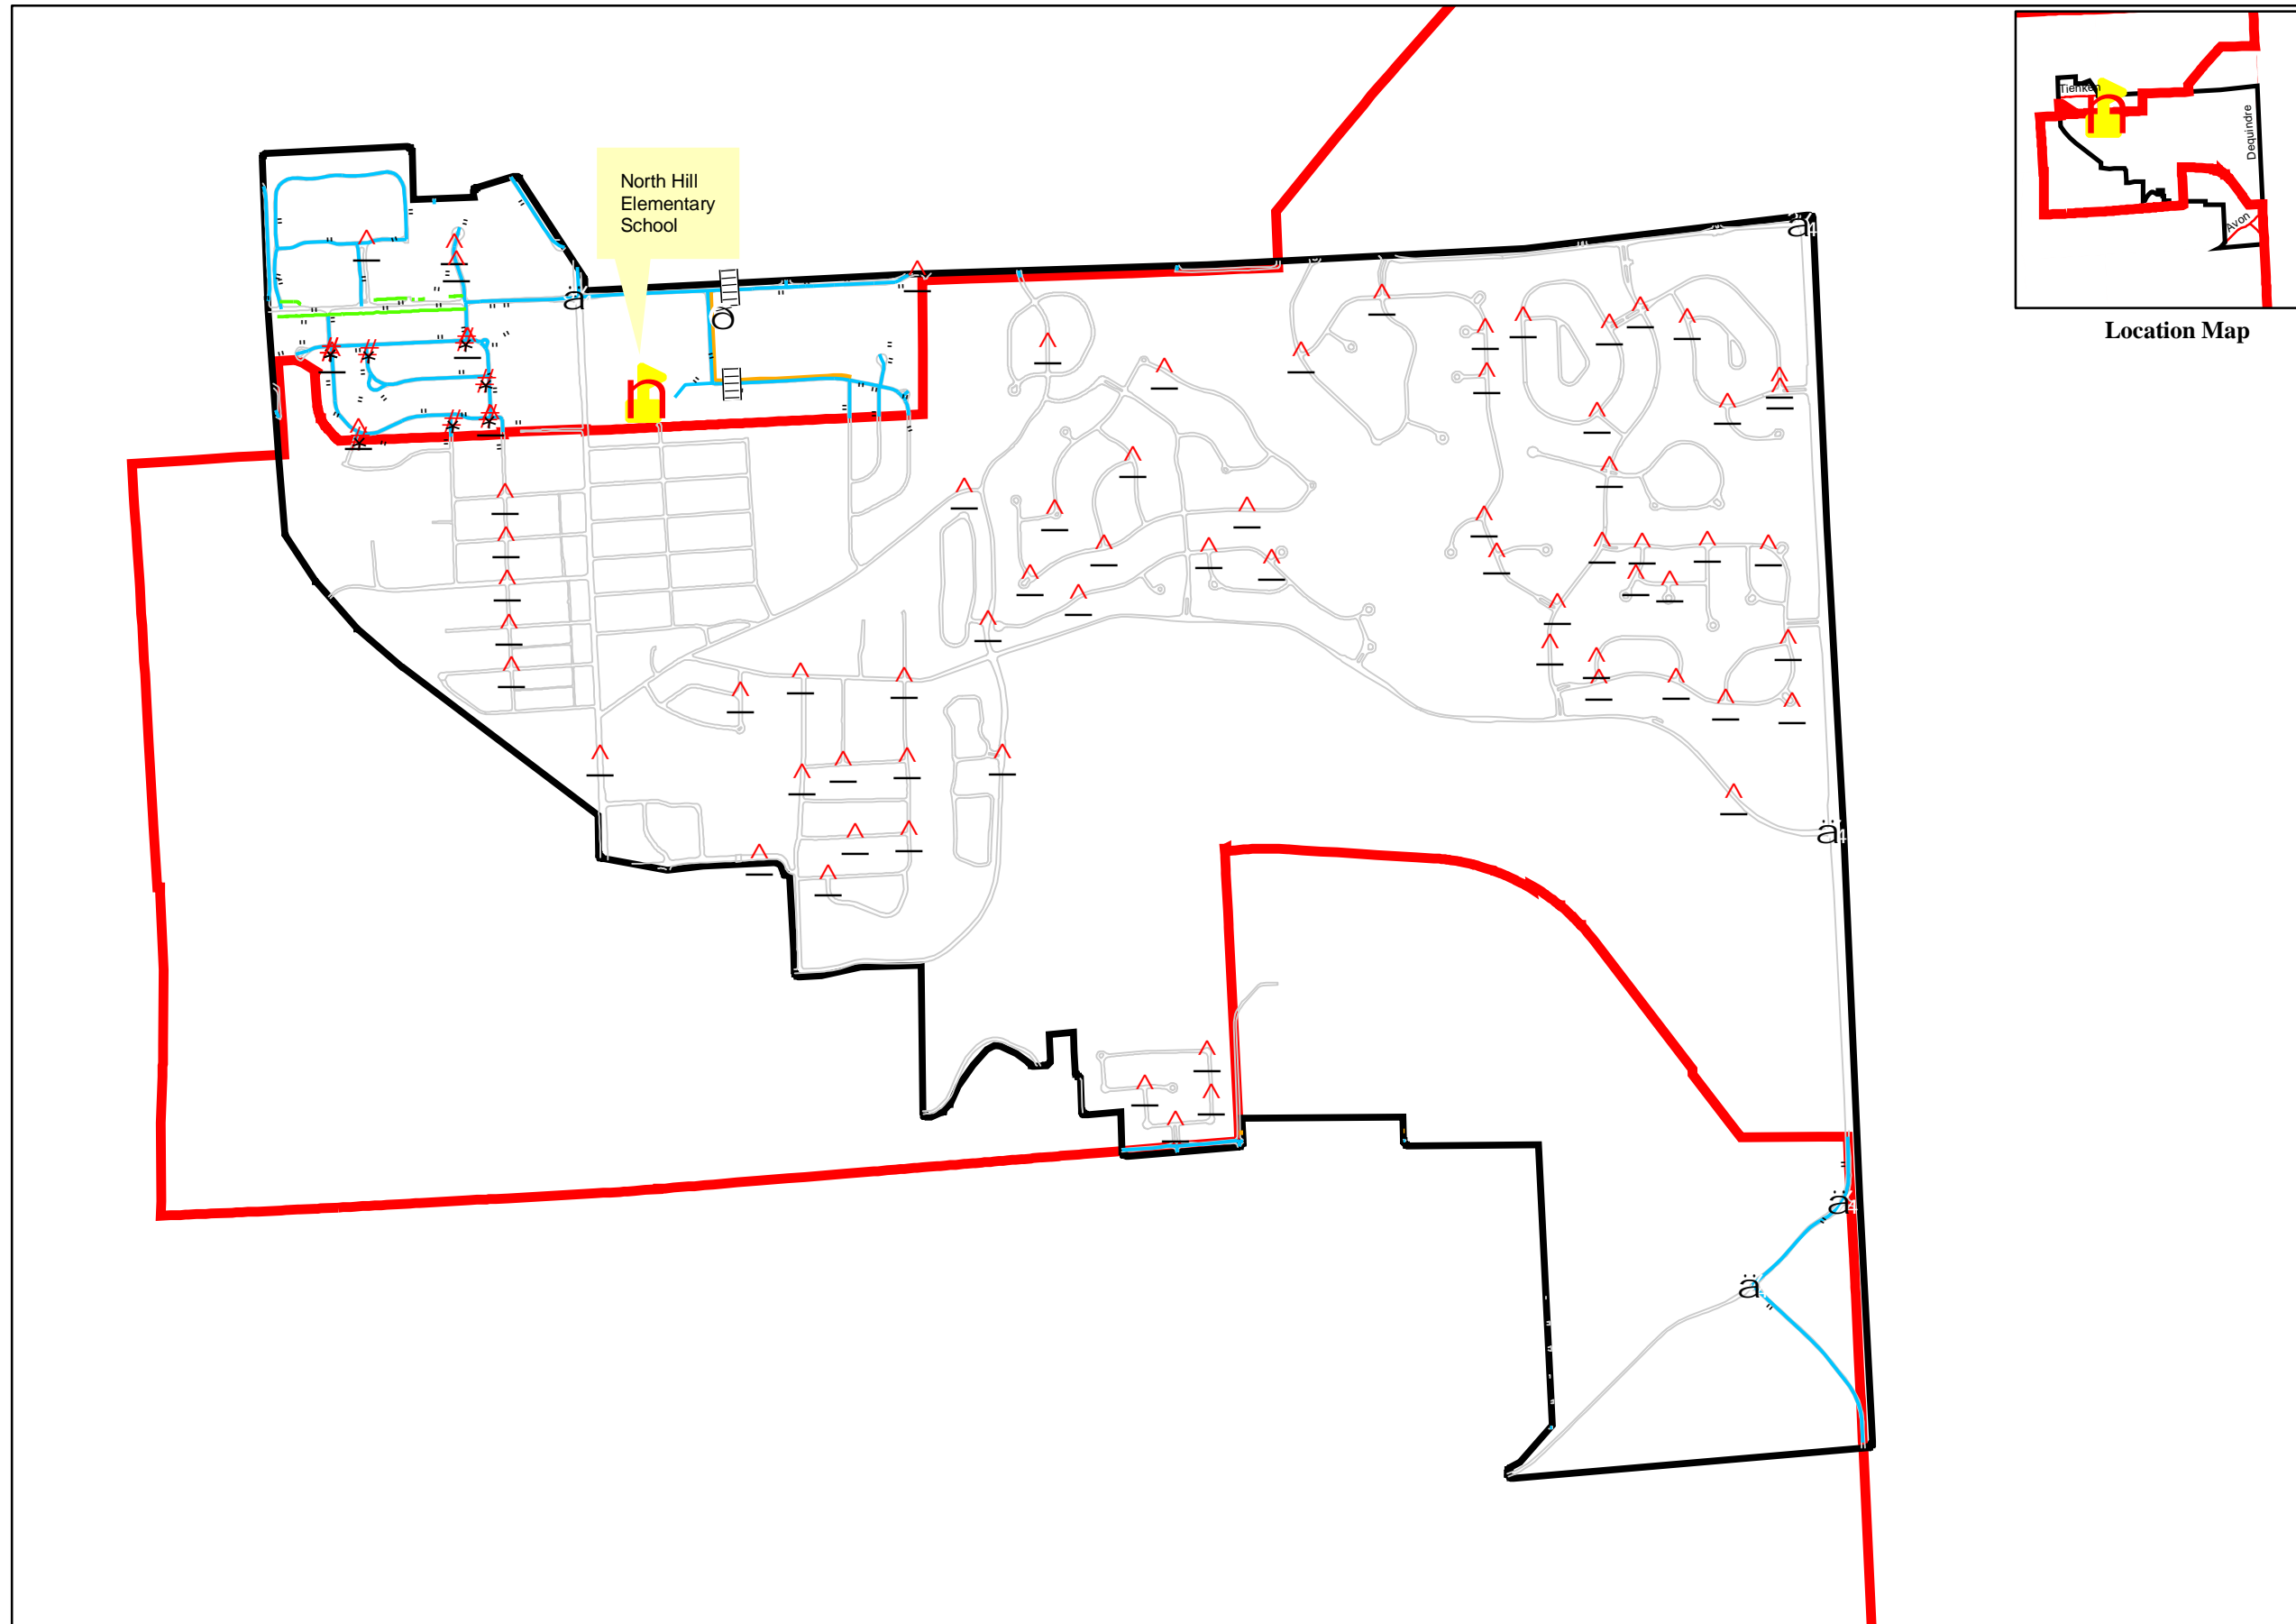 North Hill
Elementary
School
Tienken
Dequindre
Avon
Location Map